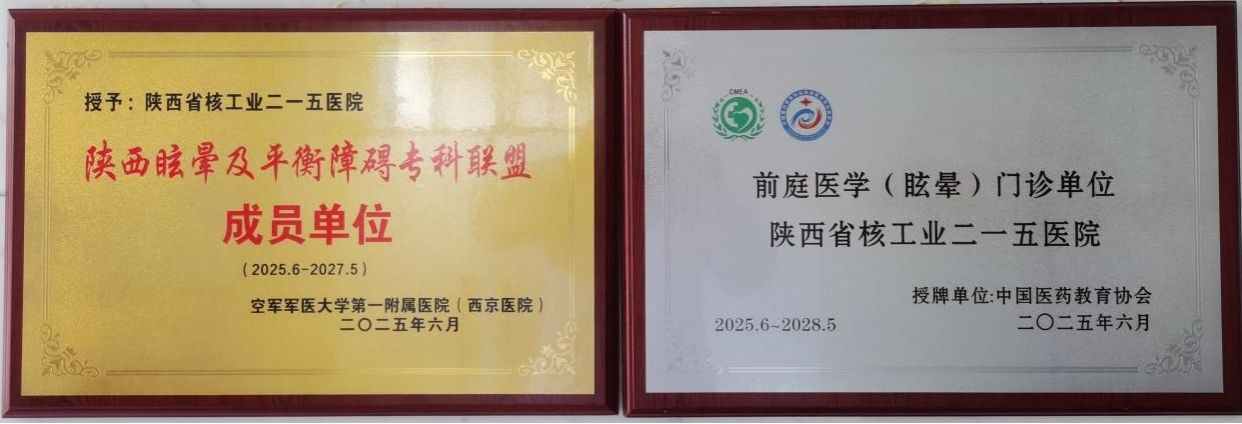 授予：陕西省核工业二一五医院
陕西眩晕及平衡障碍专科联盟
成员单位
（2025.6-2027.5）
空军军医大学第一附属医院（西京医院）
二〇二五年六月
CMEA
前庭医学（眩晕）门诊单位
陕西省核工业二一五医院
授牌单位:中国医药教育协会
2025.6~2028.5
二〇二五年六月